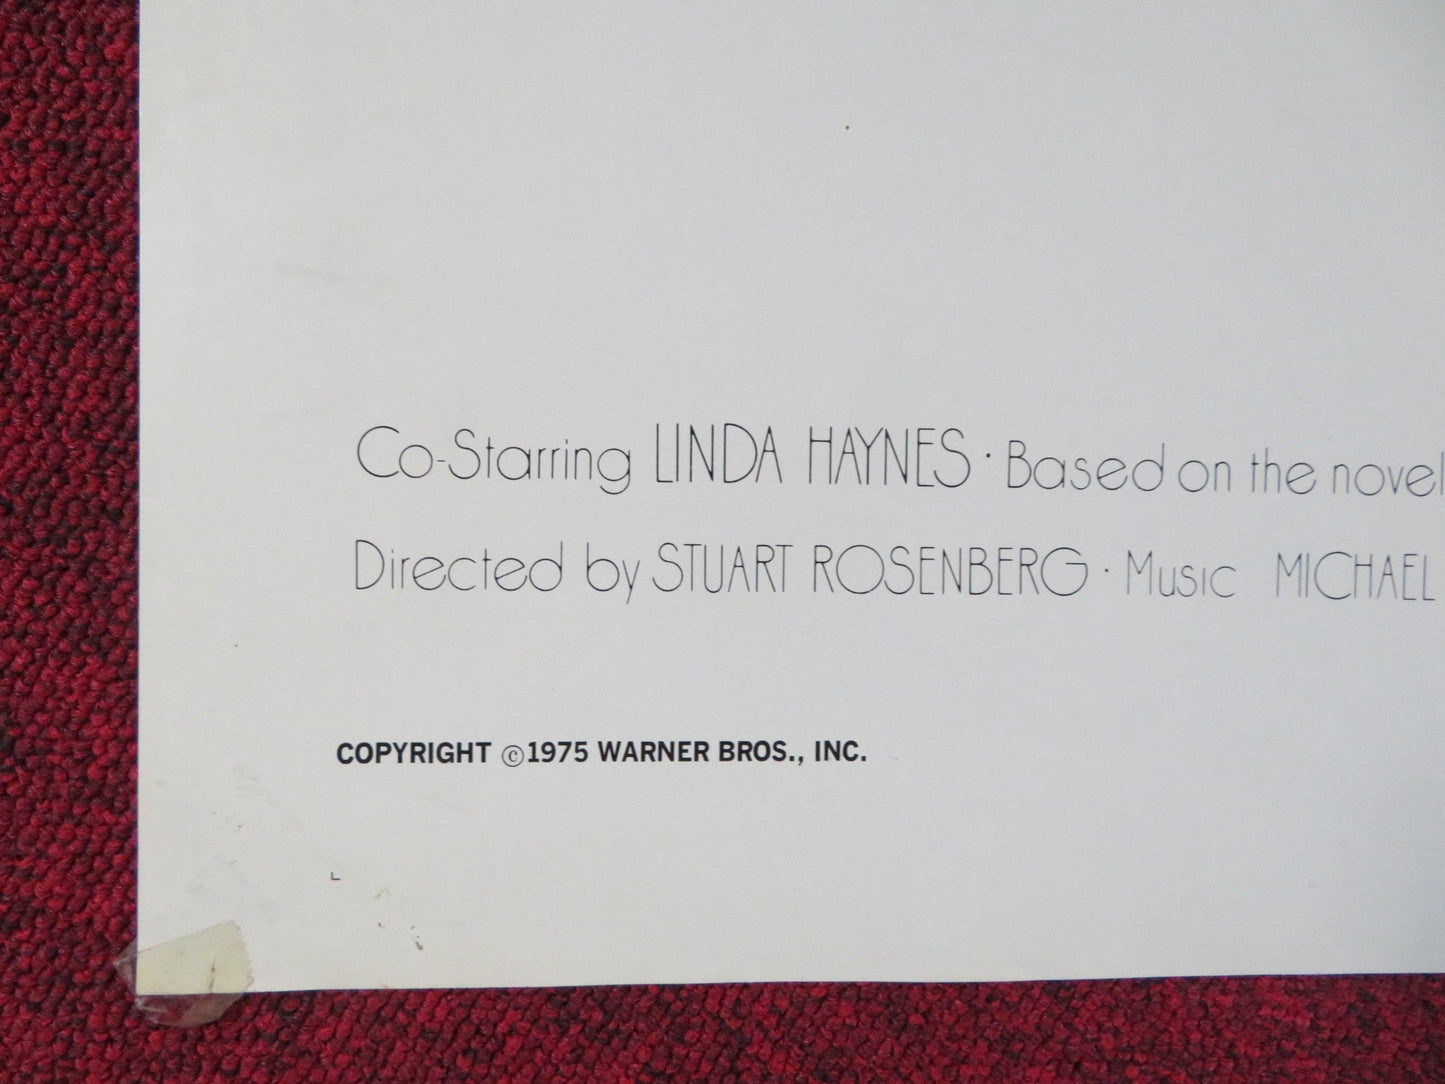 Co-Starring LINDA HAYNES · Based on the novel
Directed by STUART ROSENBERG · Music MICHAEL
COPYRIGHT ©1975 WARNER BROS., INC.